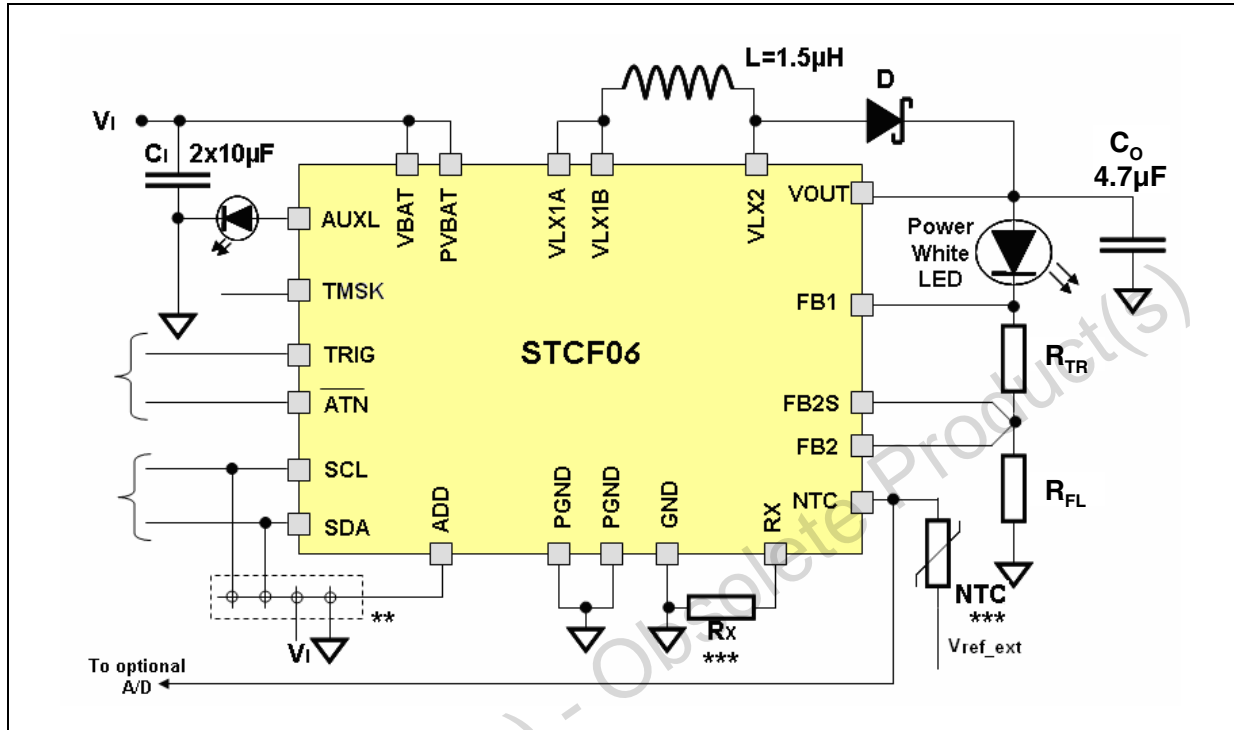 L=1.5µH
D
VI
CI 2x10µF
CO
4.7µF
AUXL
VBAT
PVBAT
VLX1A
VLX1B
VLX2
VOUT
Power
White
LED
TMSK
FB1
TRIG
STCF06
RTR
ATN
FB2S
FB2
SCL
SDA
ADD
PGND
PGND
GND
RX
NTC
RFL
NTC
***
Vref_ext
**
VI
RX
***
To optional
A/D
) - Obsolete Product(s)